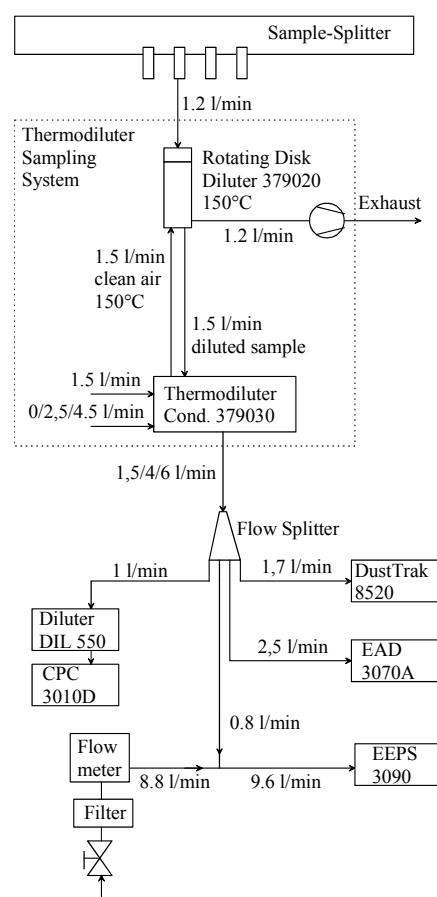 Sample-Splitter
1.2 l/min
Thermodiluter
Sampling
System
Rotating Disk
Diluter 379020
150°C
Exhaust
1.2 l/min
1.5 l/min
clean air
150°C
1.5 l/min
diluted sample
1.5 l/min
0/2,5/4.5 l/min
Thermodiluter
Cond. 379030
1,5/4/6 l/min
Flow Splitter
1 l/min
1,7 l/min
DustTrak
8520
Diluter
DIL 550
2,5 l/min
EAD
3070A
CPC
3010D
0.8 l/min
Flow
meter
8.8 l/min
9.6 l/min
EEPS
3090
Filter